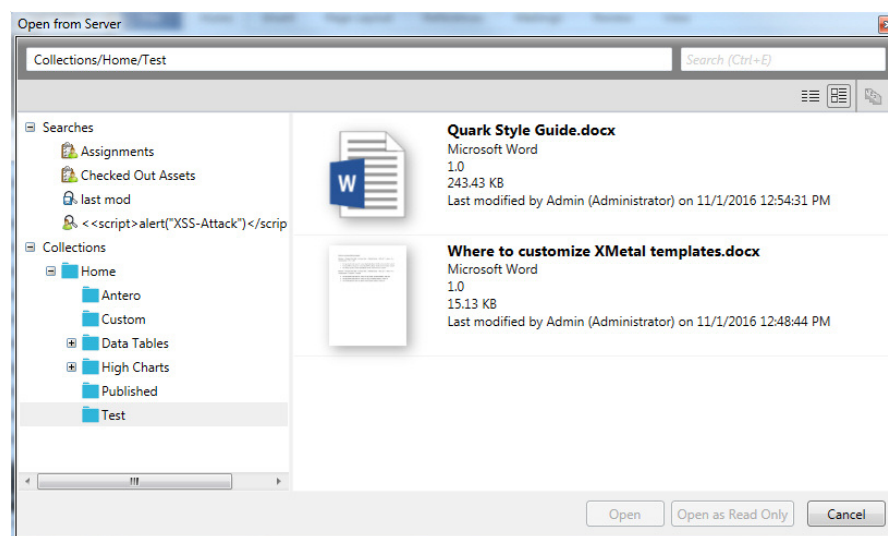 Open from Server
Collections/Home/Test
Search (Ctrl+E)
Searches
Assignments
Checked Out Assets
last mod
<<script>alert("XSS-Attack")</scrip
Collections
Home
Antero
Custom
Data Tables
High Charts
Published
Test
Quark Style Guide.docx
Microsoft Word
1.0
243.43 KB
Last modified by Admin (Administrator) on 11/1/2016 12:54:31 PM
W
Where to customize XMetal templates.docx
Microsoft Word
1.0
15.13 KB
Last modified by Admin (Administrator) on 11/1/2016 12:48:44 PM
Open
Open as Read Only
Cancel